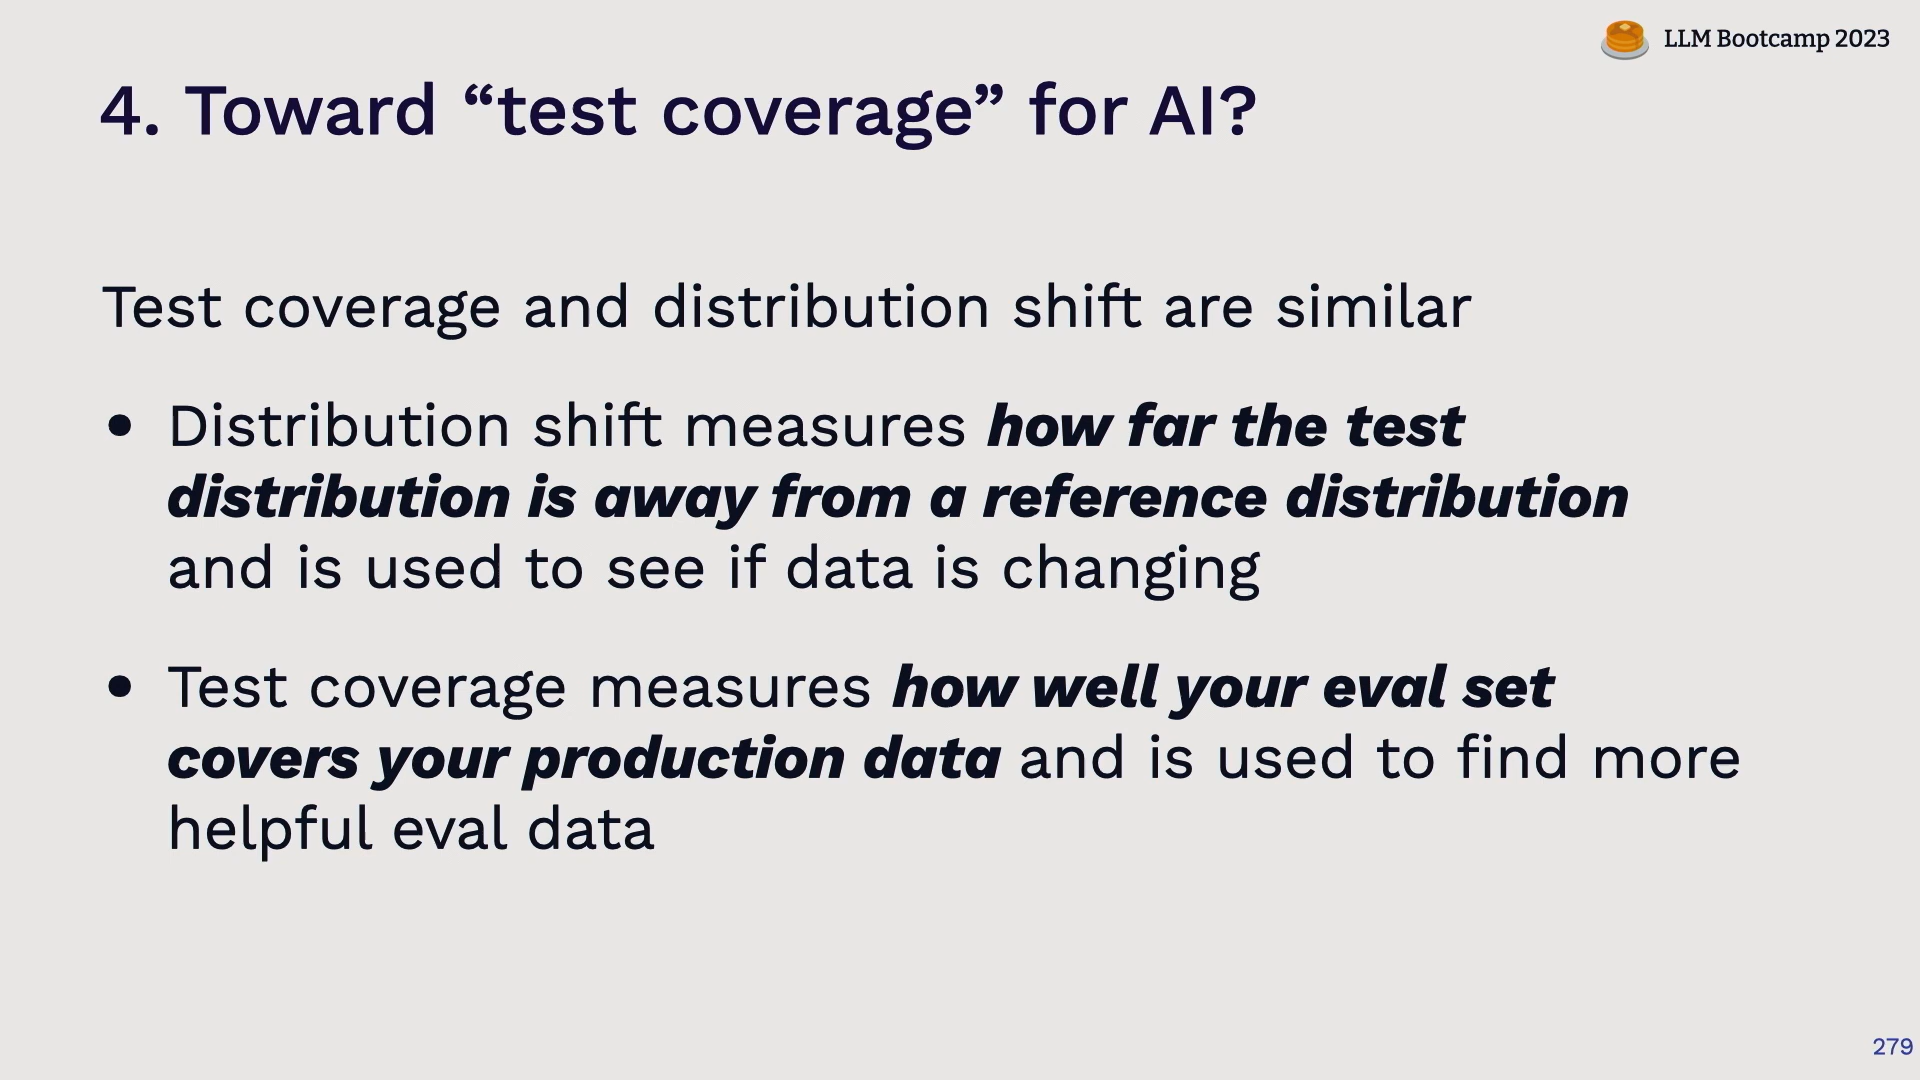 LLM Bootcamp 2023
4. Toward “test coverage” for AI?
Test coverage and distribution shift are similar
• Distribution shift measures how far the test
distribution is away from a reference distribution
and is used to see if data is changing
• Test coverage measures how well your eval set
covers your production data and is used to find more
helpful eval data
279